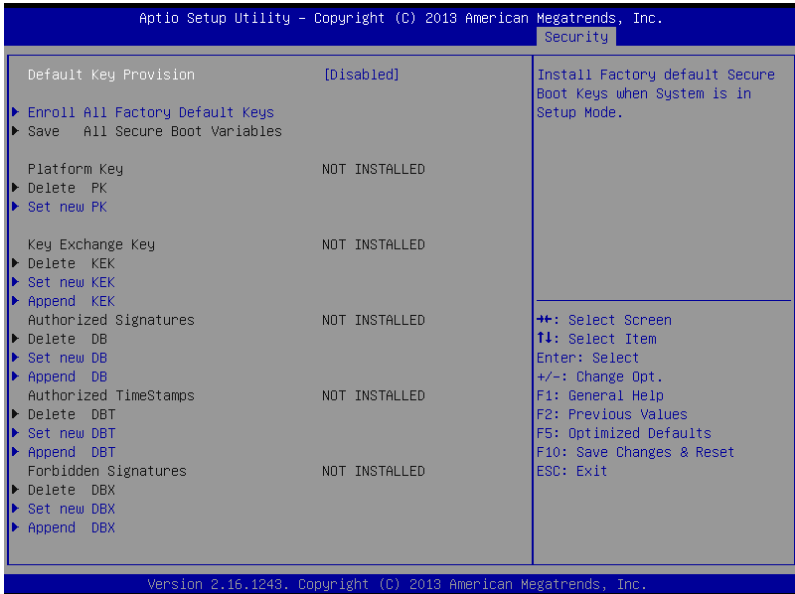 Aptio Setup Utility – Copyright (C) 2013 American Megatrends, Inc.
Security
Default Key Provision [Disabled]
Enroll All Factory Default Keys
Save All Secure Boot Variables
Platform Key NOT INSTALLED
Delete PK
Set new PK
Key Exchange Key NOT INSTALLED
Delete KEK
Set new KEK
Append KEK
Authorized Signatures NOT INSTALLED
Delete DB
Set new DB
Append DB
Authorized TimeStamps NOT INSTALLED
Delete DBT
Set new DBT
Append DBT
Forbidden Signatures NOT INSTALLED
Delete DBX
Set new DBX
Append DBX
Install Factory default Secure
Boot Keys when System is in
Setup Mode.
→←: Select Screen
↑↓: Select Item
Enter: Select
+/-: Change Opt.
F1: General Help
F2: Previous Values
F5: Optimized Defaults
F10: Save Changes & Reset
ESC: Exit
Version 2.16.1243. Copyright (C) 2013 American Megatrends, Inc.